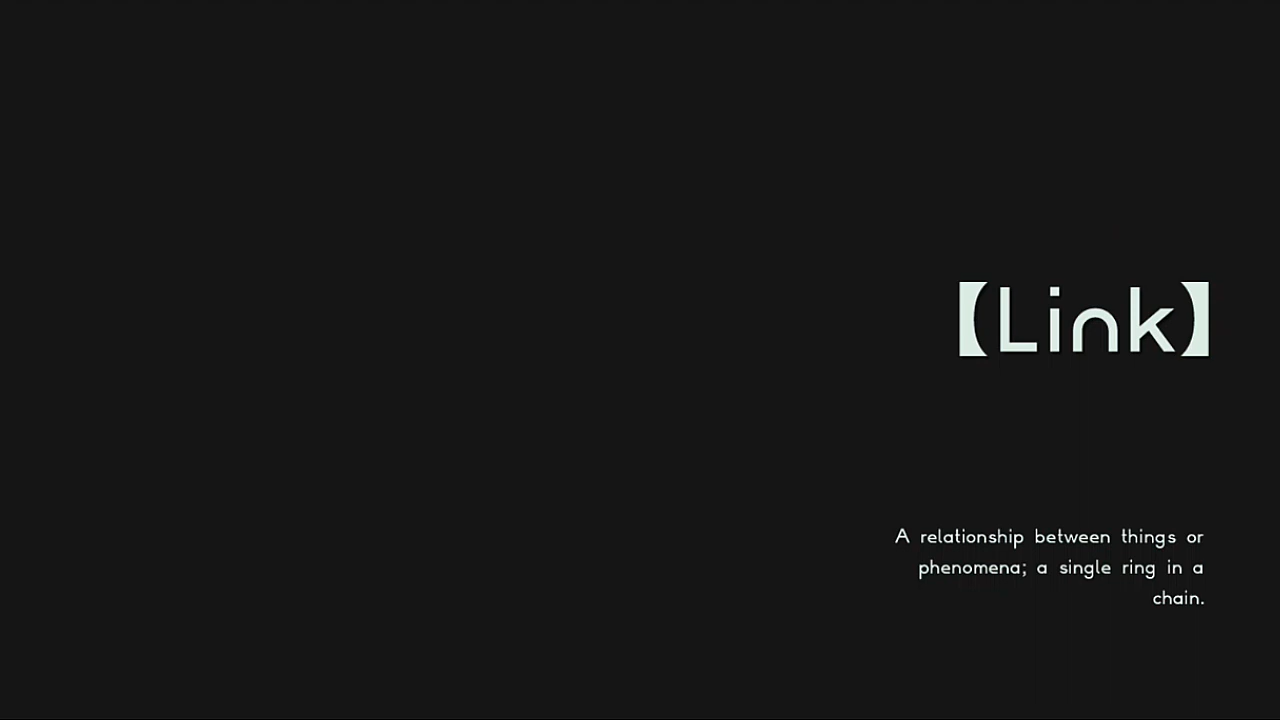 【Link】
A relationship between things or
phenomena; a single ring in a
chain.